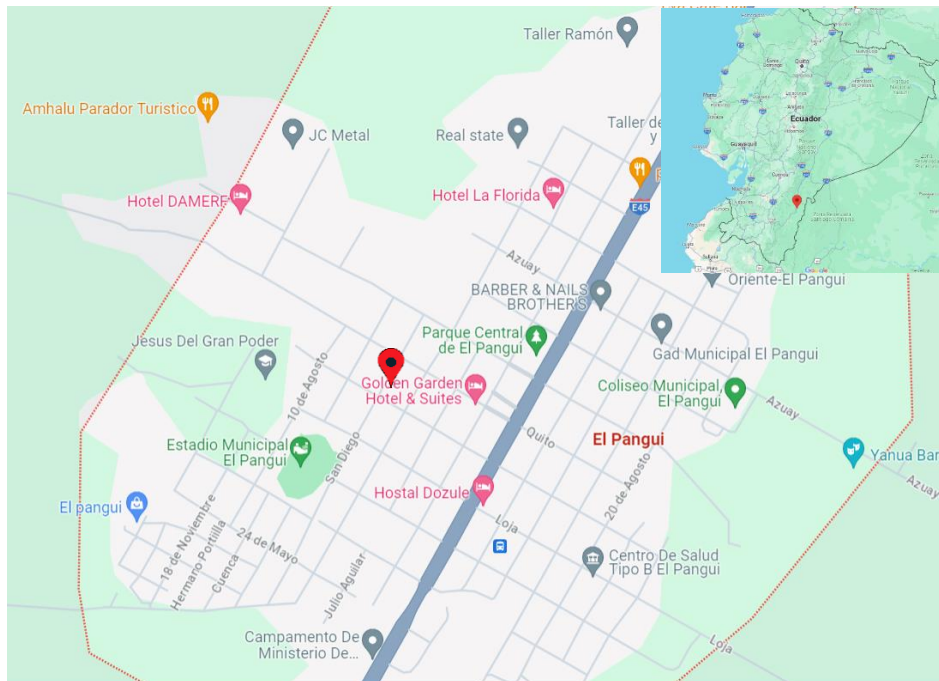 Taller Ramón
Amhalu Parador Turistico
JC Metal
Real state
Taller de
y
Hotel DAMERE
Hotel La Florida
E45
Azuay
BARBER & NAILS
BROTHER'S
Oriente-El Pangui
Parque Central
de El Pangui
Jesus Del Gran Poder
Gad Municipal El Pangui
10 de Agosto
Golden Garden
Hotel & Suites
Coliseo Municipal,
El Pangui
Azuay
Estadio Municipal
El Pangui
San Diego
Quito
El Pangui
Yanua Bar
Azuay
Hostal Dozule
20 de Agosto
El pangui
Loja
18 de Noviembre
Hermano Portiilla
Cuenca
24 de Mayo
Julio Aguilar
Centro De Salud
Tipo B El Pangui
Campamento De
Ministerio De...
Loja
Quito
Ecuador
Guayaquil
Cuenca
Machala
Google